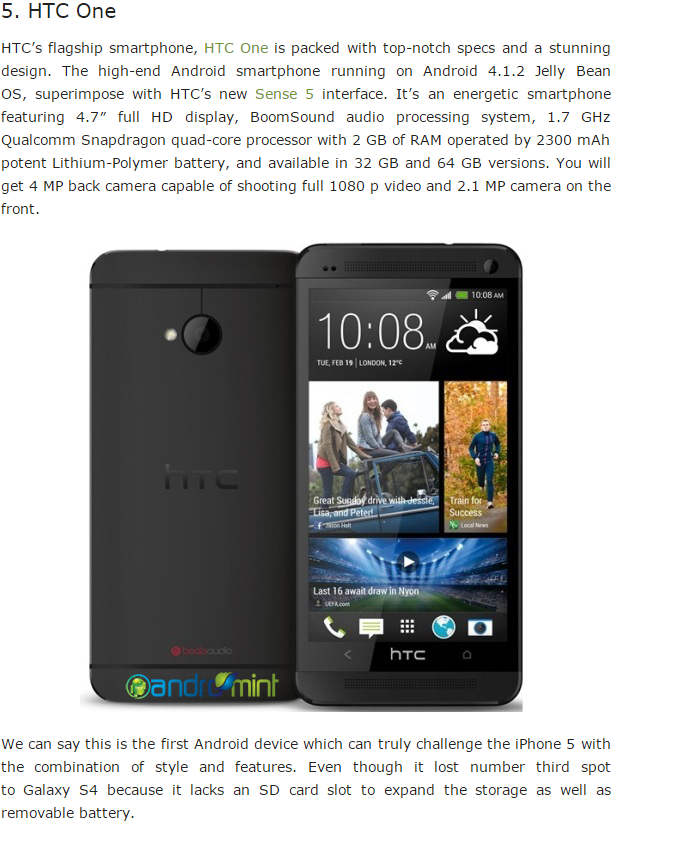 5. HTC One
HTC’s flagship smartphone, HTC One is packed with top-notch specs and a stunning
design. The high-end Android smartphone running on Android 4.1.2 Jelly Bean
OS, superimpose with HTC’s new Sense 5 interface. It’s an energetic smartphone
featuring 4.7” full HD display, BoomSound audio processing system, 1.7 GHz
Qualcomm Snapdragon quad-core processor with 2 GB of RAM operated by 2300 mAh
potent Lithium-Polymer battery, and available in 32 GB and 64 GB versions. You will
get 4 MP back camera capable of shooting full 1080 p video and 2.1 MP camera on the
front.
10:08 AM
10:08 AM
TUE, FEB 19 | LONDON, 12°C
hTC
Great Sunday drive with Jessie,
Lisa, and Peter!
Jason Holt
Train for
Success
Local News
Last 16 await draw in Nyon
UEFA.com
hTC
beatsaudio
andromint
We can say this is the first Android device which can truly challenge the iPhone 5 with
the combination of style and features. Even though it lost number third spot
to Galaxy S4 because it lacks an SD card slot to expand the storage as well as
removable battery.